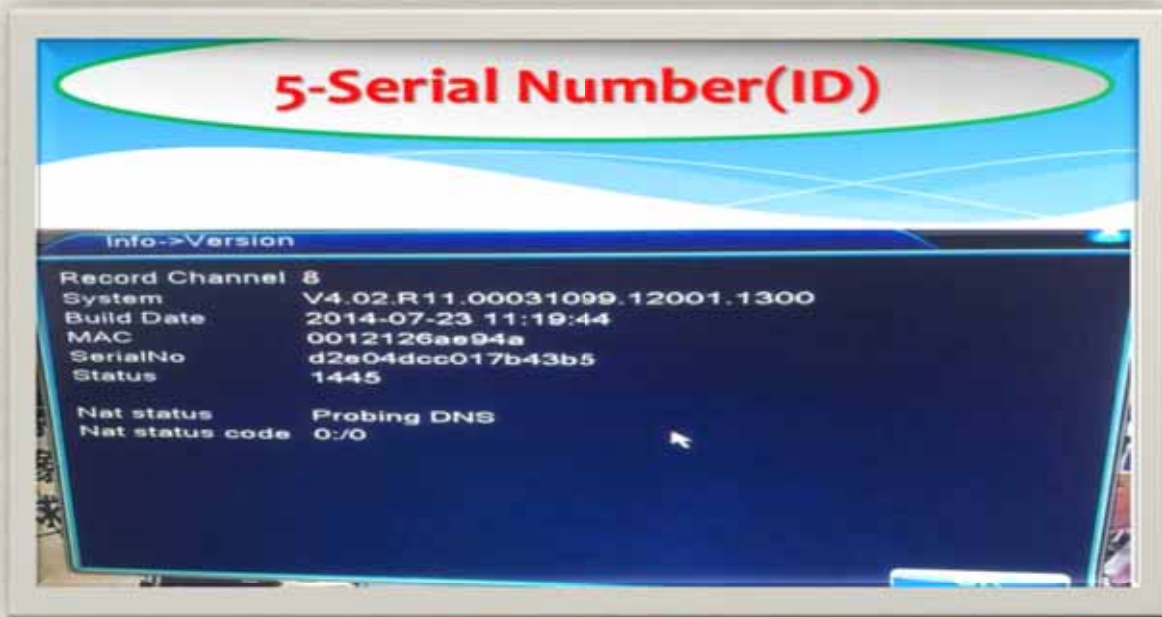 5-Serial Number(ID)
Info->Version
Record Channel 8
System V4.02.R11.00031099.12001.1300
Build Date 2014-07-23 11:19:44
MAC 0012126ae94a
SerialNo d2e04dcc017b43b5
Status 1445
Nat status Probing DNS
Nat status code 0:/0